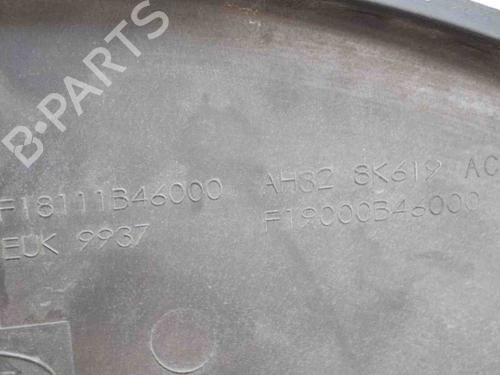 B-PARTS
F18111B46000
EUK 9937
AH32 8K619 AC
F19000B46000